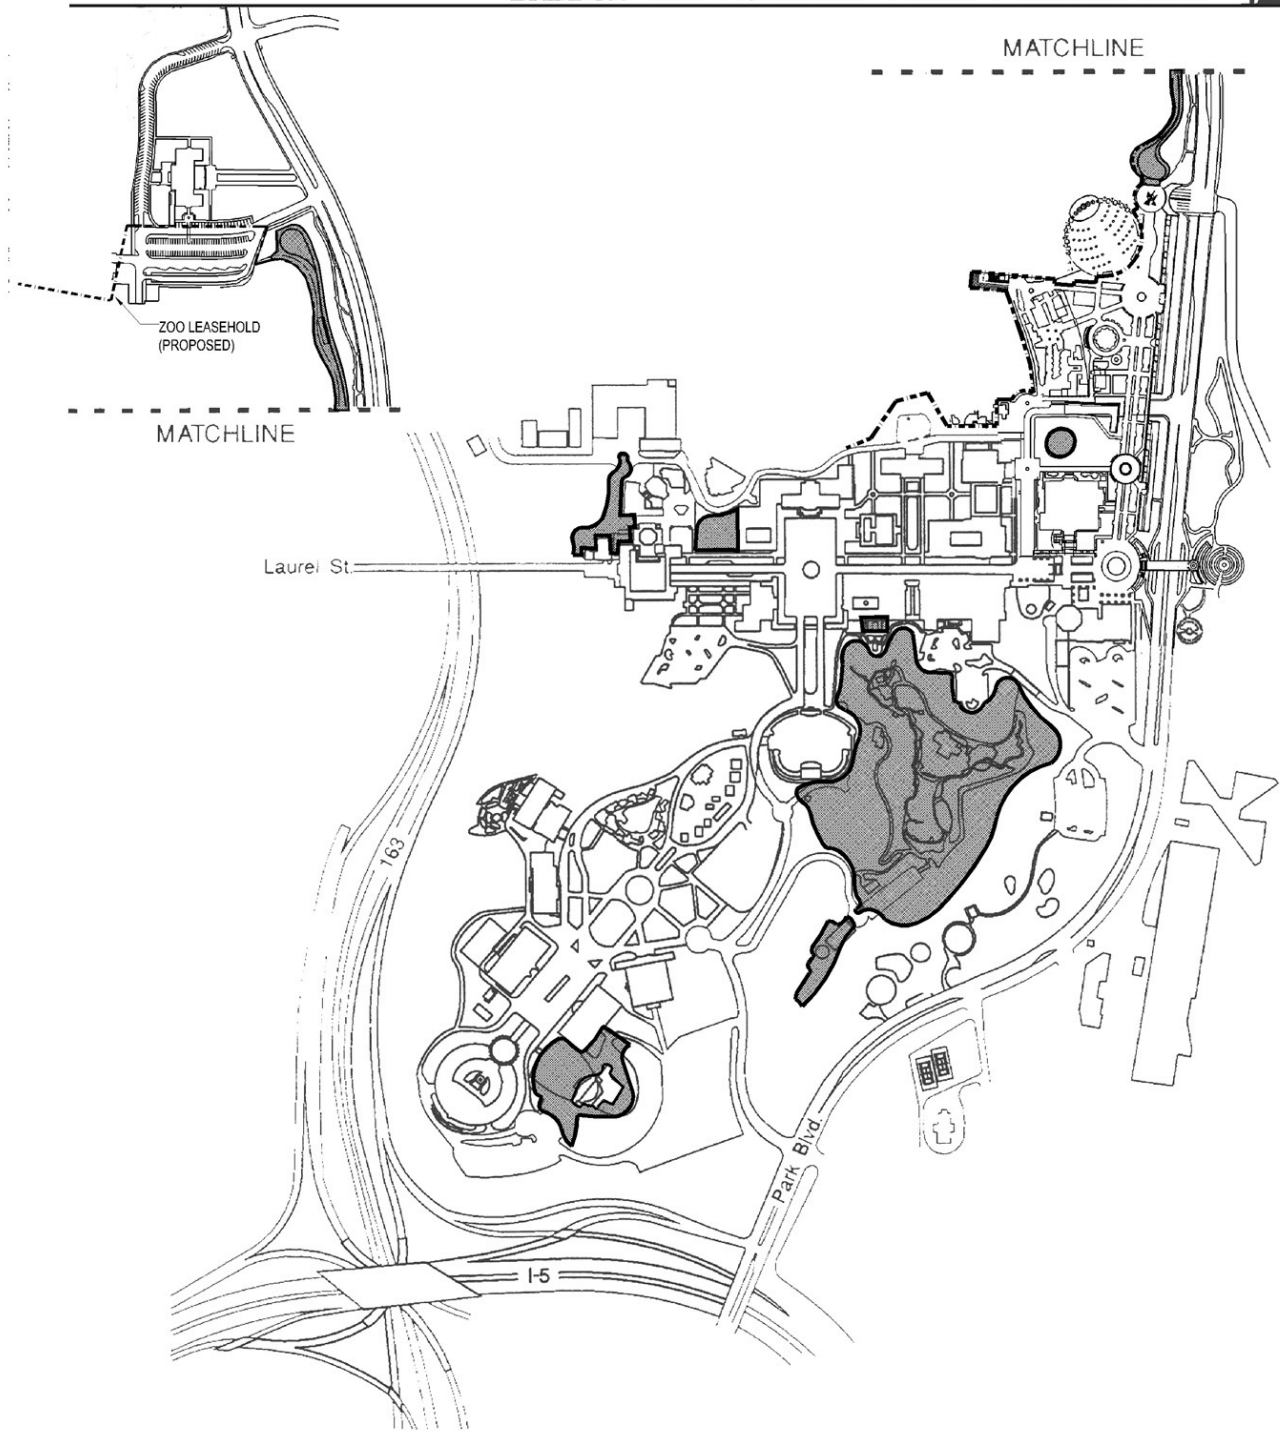 MATCHLINE
ZOO LEASEHOLD
(PROPOSED)
MATCHLINE
Laurel St.
163
Park Blvd.
I-5